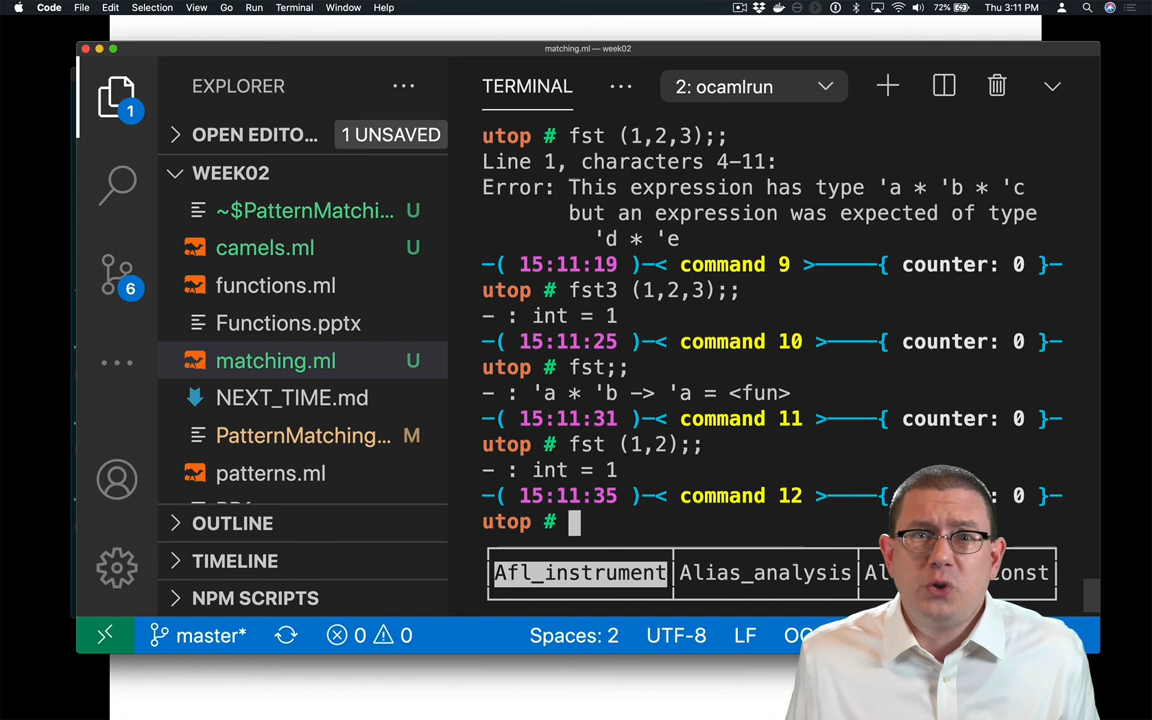 Code File Edit Selection View Go Run Terminal Window Help 72% Thu 3:11 PM
matching.ml — week02
EXPLORER
OPEN EDITO... 1 UNSAVED
WEEK02
~$PatternMatchi... U
camels.ml U
functions.ml
Functions.pptx
matching.ml U
NEXT_TIME.md
PatternMatching... M
patterns.ml
OUTLINE
TIMELINE
NPM SCRIPTS
1
6
TERMINAL ... 2: ocamlrun
utop # fst (1,2,3);;
Line 1, characters 4-11:
Error: This expression has type 'a * 'b * 'c
but an expression was expected of type
'd * 'e
-( 15:11:19 )-< command 9 >────{ counter: 0 }-
utop # fst3 (1,2,3);;
- : int = 1
-( 15:11:25 )-< command 10 >────{ counter: 0 }-
utop # fst;;
- : 'a * 'b -> 'a = <fun>
-( 15:11:31 )-< command 11 >────{ counter: 0 }-
utop # fst (1,2);;
- : int = 1
-( 15:11:35 )-< command 12 >────{ 0 }-
utop #
Afl_instrument Alias_analysis
master* 0 0 Spaces: 2 UTF-8 LF